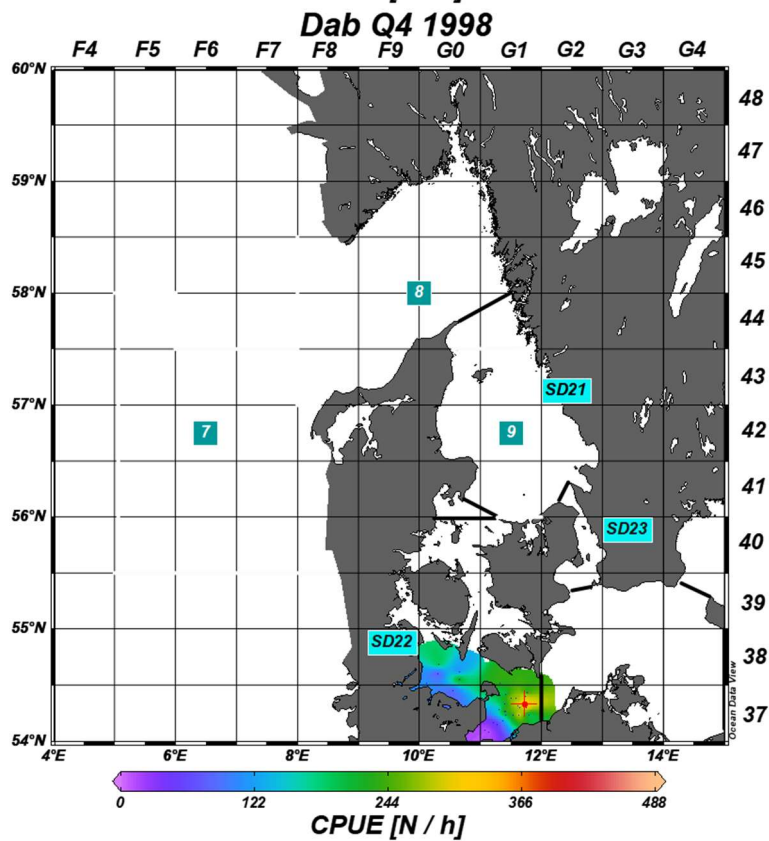 Dab Q4 1998
F4 F5 F6 F7 F8 F9 G0 G1 G2 G3 G4
60°N
48
47
59°N
46
45
58°N
8
44
43
SD21
57°N
7
9
42
41
56°N
SD23
40
39
55°N
SD22
38
37
54°N
Ocean Data View
4°E 6°E 8°E 10°E 12°E 14°E
0 122 244 366 488
CPUE [N / h]